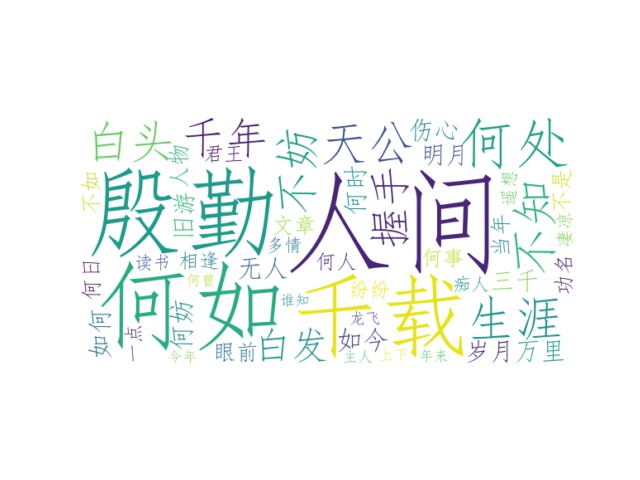 白头
千年
君王
不妨
天公
伤心
明月
何处
不如
殷勤
旧游
人物
人间
握手
何时
遥想
不是
不知
当年
凄凉
文章
多情
何日
读书
相逢
无人
何人
何事
何如
何曾
谁知
纷纷
千载
痴人
三千
功名
如何
一点
何妨
今年
眼前
白发
龙飞
如今
主人
上下
年来
生涯
岁月
万里